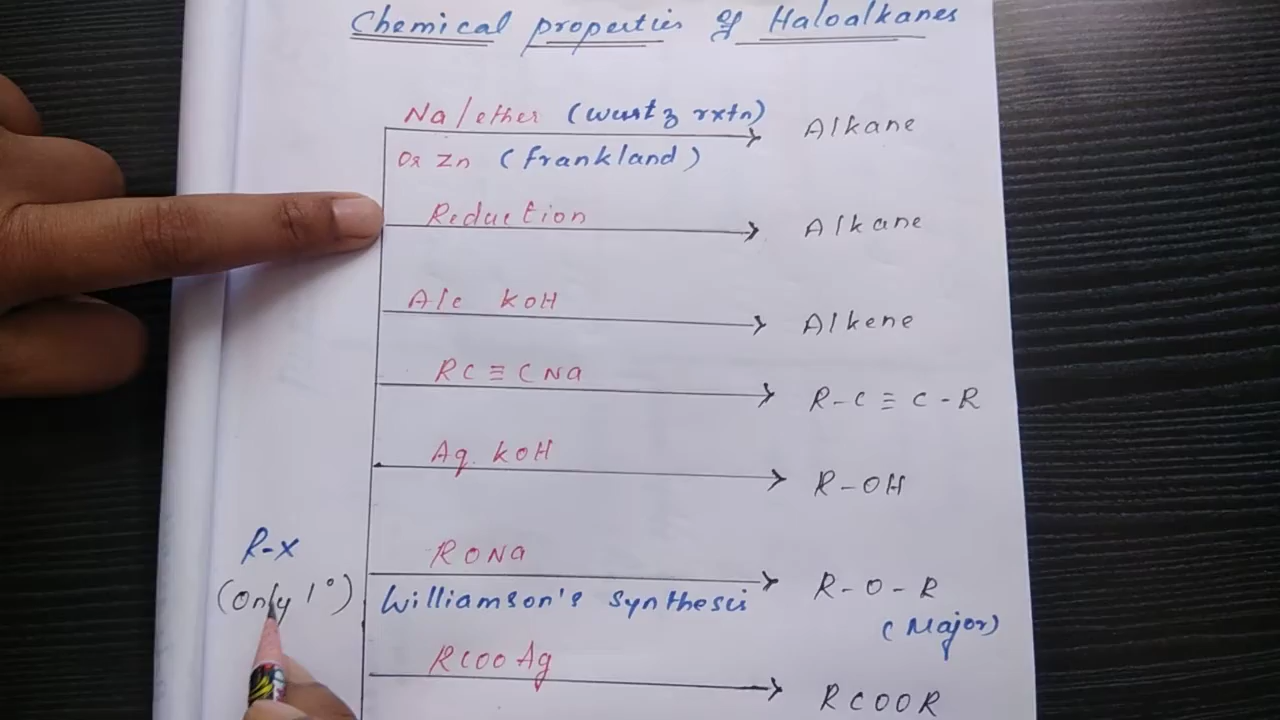 Chemical properties of Haloalkanes
Na/ether (wurtz rxtn)
Alkane
Or Zn (frankland)
Reduction
Alkane
Alc KOH
Alkene
RC≡CNa
R-C≡C-R
Aq. KOH
R-OH
R-X
(only 1°)
RONa
R-O-R
Williamson's Synthesis
(Major)
RCOOAg
RCOOR